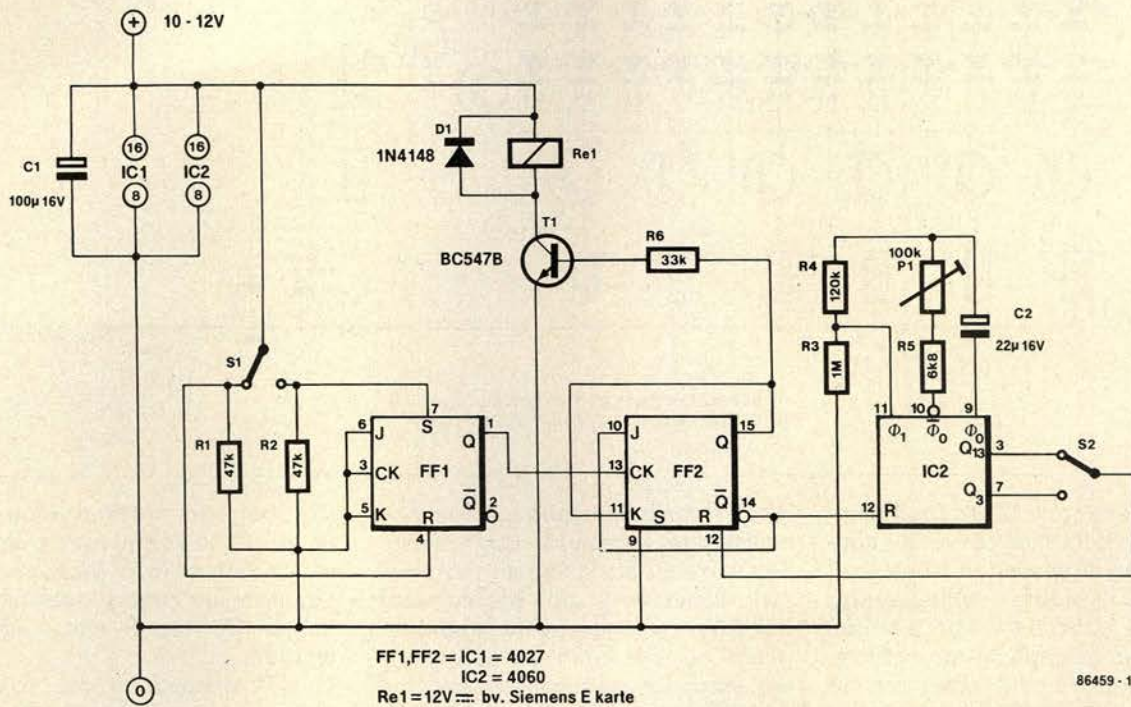 10 - 12V
C1
100µ 16V
16
IC1
8
16
IC2
8
D1
1N4148
Re1
T1
BC547B
R6
33k
R4
120k
100k
P1
C2
22µ 16V
R3
1M
R5
6k8
S1
R1
47k
R2
47k
7
S
6
J
Q
1
3
CK
FF1
5
K
Q
2
R
4
10
J
Q
15
13
CK
FF2
11
K
S
R
Q
14
9
12
11
10
9
Φ1
Φ0
Φ0
Q13
3
IC2
Q3
7
12
R
S2
+
0
FF1,FF2 = IC1 = 4027
IC2 = 4060
Re1 = 12V ⎓ bv. Siemens E karte
86459 - 1